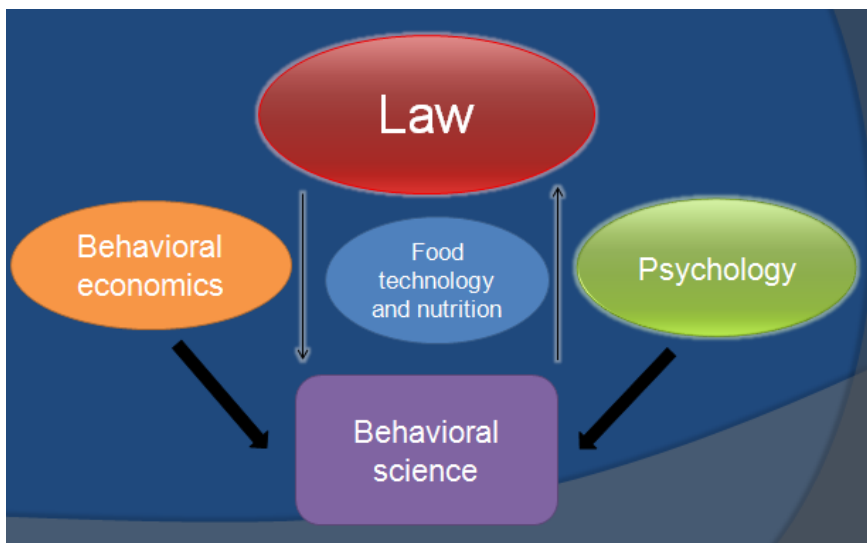 Law
Behavioral
economics
Food
technology
and nutrition
Psychology
Behavioral
science